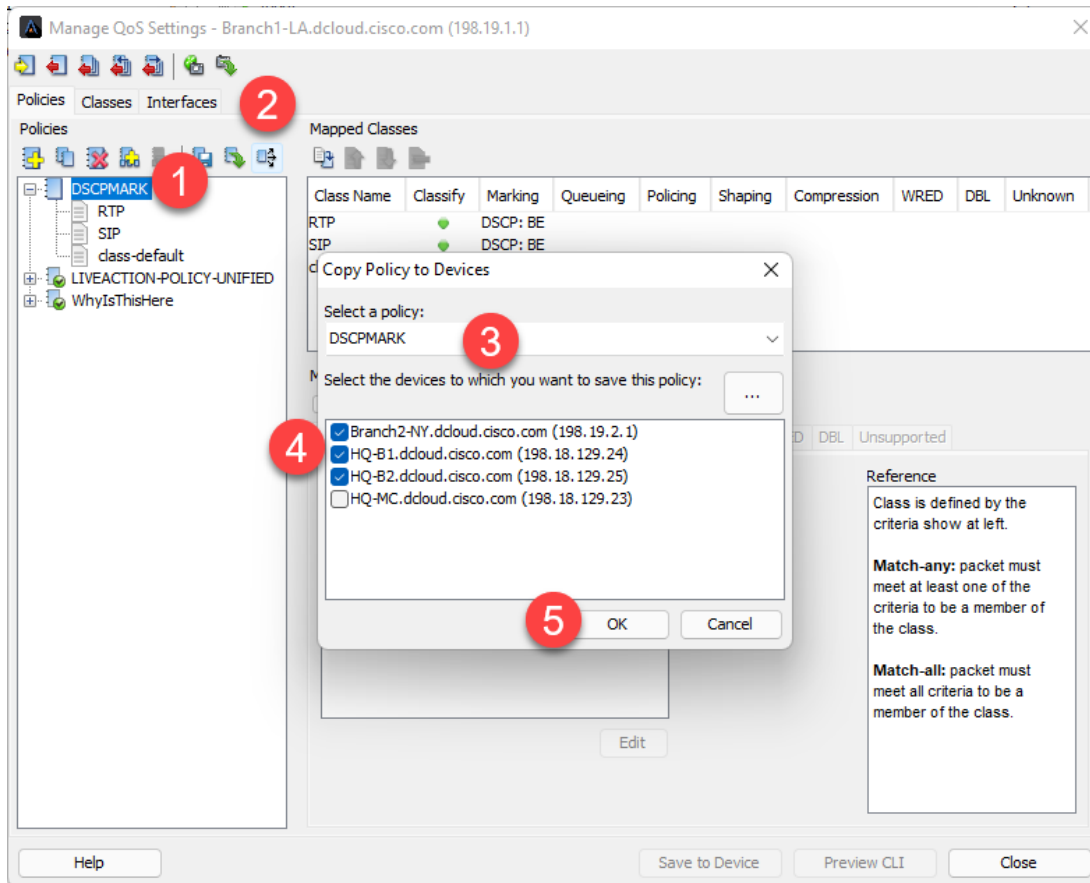 Manage QoS Settings - Branch1-LA.dcloud.cisco.com (198.19.1.1)
Policies Classes Interfaces
2
Policies
Mapped Classes
DSCPMARK
1
RTP
SIP
class-default
LIVEACTION-POLICY-UNIFIED
WhyIsThisHere
Class Name Classify Marking Queueing Policing Shaping Compression WRED DBL Unknown
RTP DSCP: BE
SIP DSCP: BE
Copy Policy to Devices
Select a policy:
DSCPMARK
3
Select the devices to which you want to save this policy:
...
4
Branch2-NY.dcloud.cisco.com (198.19.2.1)
HQ-B1.dcloud.cisco.com (198.18.129.24)
HQ-B2.dcloud.cisco.com (198.18.129.25)
HQ-MC.dcloud.cisco.com (198.18.129.23)
5
OK Cancel
DBL Unsupported
Reference
Class is defined by the
criteria show at left.
Match-any: packet must
meet at least one of the
criteria to be a member of
the class.
Match-all: packet must
meet all criteria to be a
member of the class.
Edit
Help Save to Device Preview CLI Close